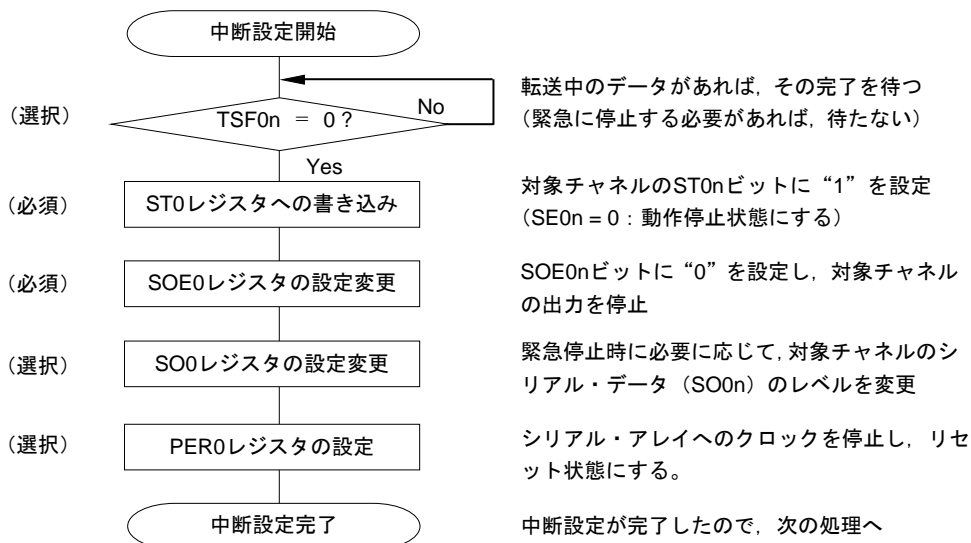 中断設定開始
(選択)
TSF0n = 0 ?
No
転送中のデータがあれば,その完了を待つ
(緊急に停止する必要があれば,待たない)
Yes
(必須)
ST0レジスタへの書き込み
対象チャネルのST0nビットに“1”を設定
(SE0n = 0:動作停止状態にする)
(必須)
SOE0レジスタの設定変更
SOE0nビットに“0”を設定し,対象チャネル
の出力を停止
(選択)
SO0レジスタの設定変更
緊急停止時に必要に応じて,対象チャネルのシ
リアル・データ(SO0n)のレベルを変更
(選択)
PER0レジスタの設定
シリアル・アレイへのクロックを停止し,リセ
ット状態にする。
中断設定完了
中断設定が完了したので,次の処理へ